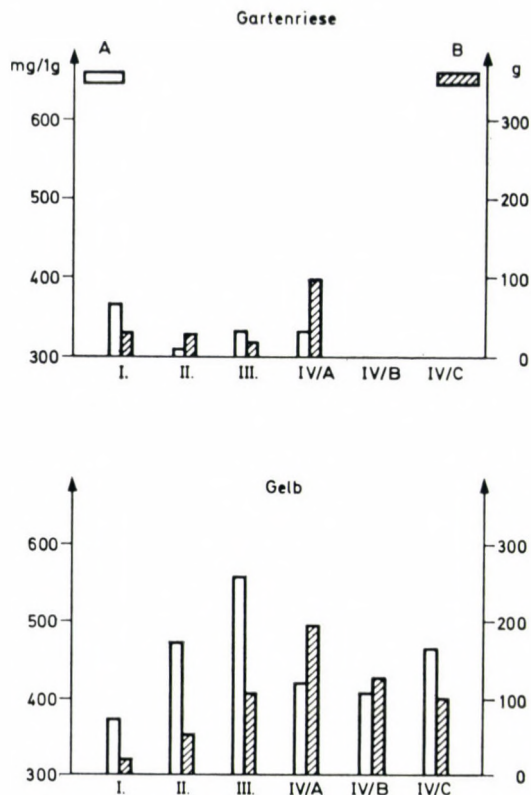 Gartenriese
A B
mg/1g g
600 300
500 200
400 100
300 0
I. II. III. IV/A IV/B IV/C
Gelb
600 300
500 200
400 100
300 0
I. II. III. IV/A IV/B IV/C